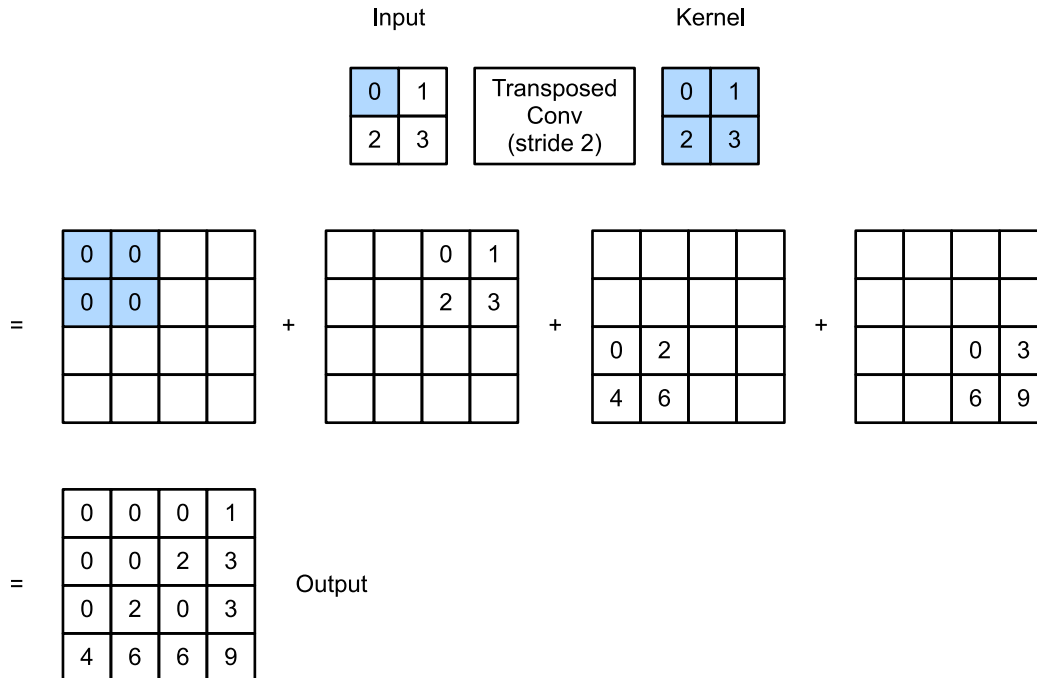 Input Kernel
0 1 Transposed 0 1
Conv
2 3 (stride 2) 2 3
0 0 0 1
0 0 2 3
= + + +
0 2 0 3
4 6 6 9
0 0 0 1
0 0 2 3
= Output
0 2 0 3
4 6 6 9